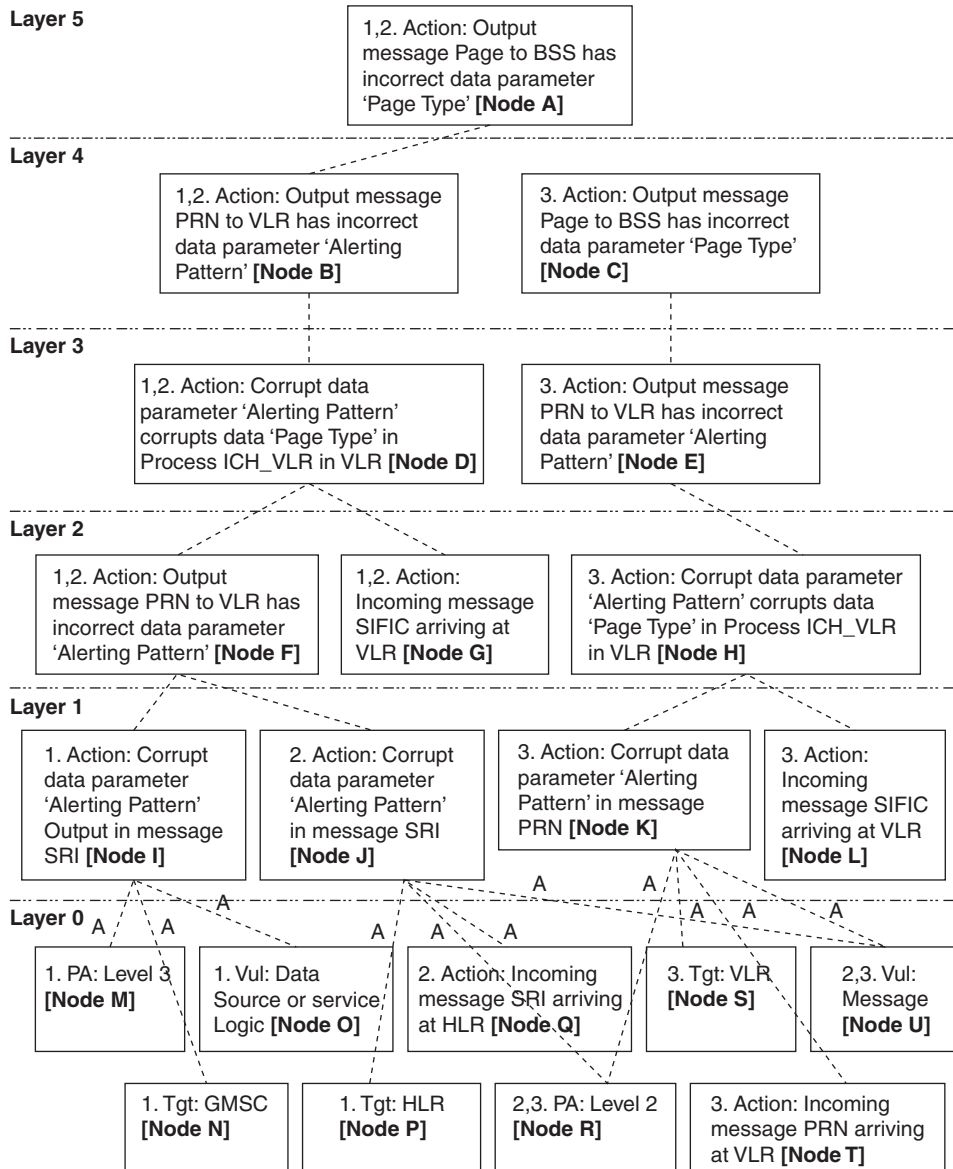 Layer 5
1,2. Action: Output
message Page to BSS has
incorrect data parameter
‘Page Type’ [Node A]
Layer 4
1,2. Action: Output message
PRN to VLR has incorrect
data parameter ‘Alerting
Pattern’ [Node B]
3. Action: Output message
Page to BSS has incorrect
data parameter ‘Page Type’
[Node C]
Layer 3
1,2. Action: Corrupt data
parameter ‘Alerting Pattern’
corrupts data ‘Page Type’ in
Process ICH_VLR in VLR [Node D]
3. Action: Output message
PRN to VLR has incorrect
data parameter ‘Alerting
Pattern’ [Node E]
Layer 2
1,2. Action: Output
message PRN to VLR has
incorrect data parameter
‘Alerting Pattern’ [Node F]
1,2. Action:
Incoming message
SIFIC arriving at
VLR [Node G]
3. Action: Corrupt data parameter
‘Alerting Pattern’ corrupts data
‘Page Type’ in Process ICH_VLR
in VLR [Node H]
Layer 1
1. Action: Corrupt
data parameter
‘Alerting Pattern’
Output in message
SRI [Node I]
2. Action: Corrupt
data parameter
‘Alerting Pattern’
in message SRI
[Node J]
3. Action: Corrupt data
parameter ‘Alerting
Pattern’ in message
PRN [Node K]
3. Action:
Incoming
message SIFIC
arriving at VLR
[Node L]
Layer 0
A
A
A
A
A
A
A
A
A
A
A
1. PA: Level 3
[Node M]
1. Vul: Data
Source or service
Logic [Node O]
2. Action: Incoming
message SRI arriving
at HLR [Node Q]
3. Tgt: VLR
[Node S]
2,3. Vul:
Message
[Node U]
1. Tgt: GMSC
[Node N]
1. Tgt: HLR
[Node P]
2,3. PA: Level 2
[Node R]
3. Action: Incoming
message PRN arriving
at VLR [Node T]